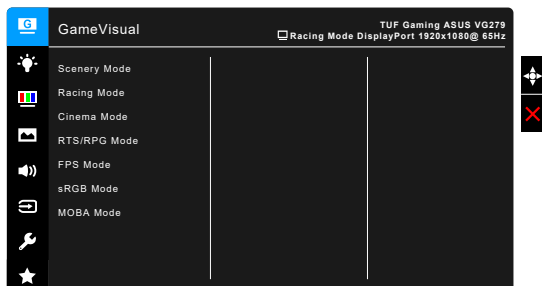 G
GameVisual
TUF Gaming ASUS VG279
Racing Mode DisplayPort 1920x1080@ 65Hz
Scenery Mode
Racing Mode
Cinema Mode
RTS/RPG Mode
FPS Mode
sRGB Mode
MOBA Mode